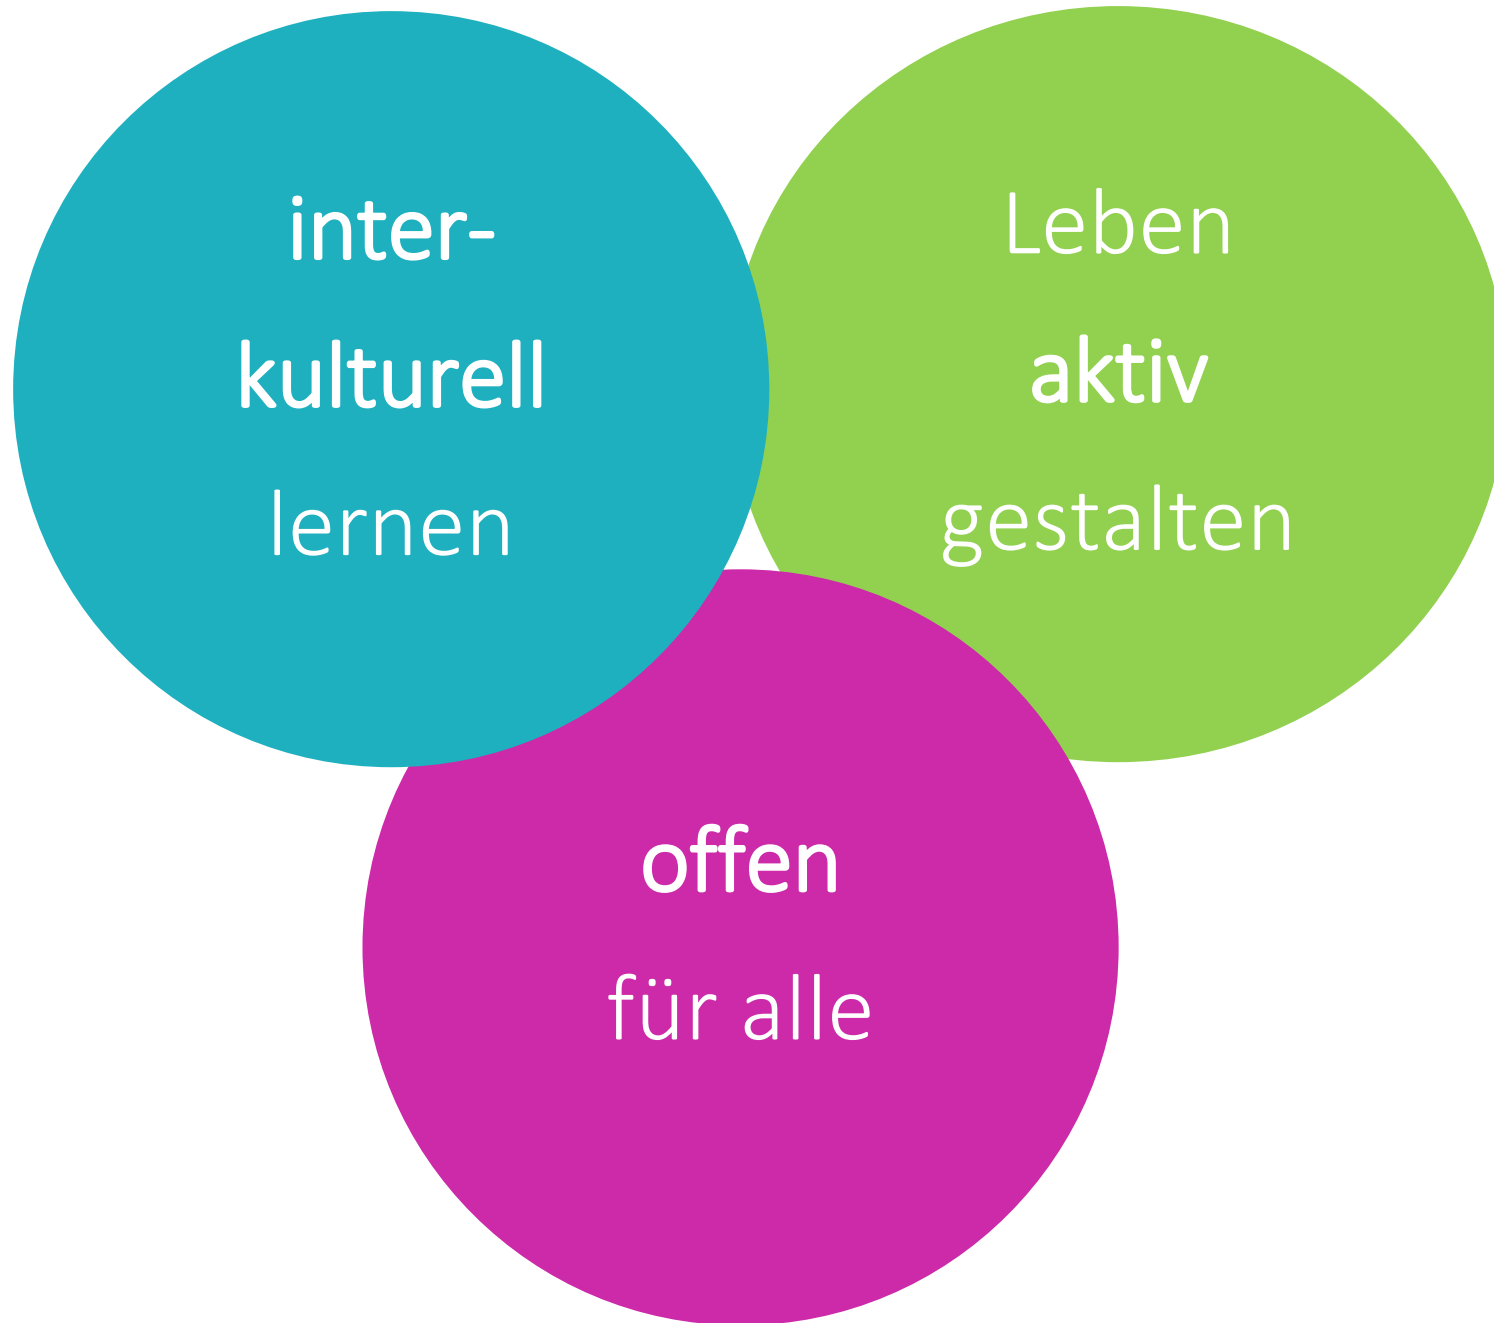 inter-
kulturell
lernen
Leben
aktiv
gestalten
offen
für alle